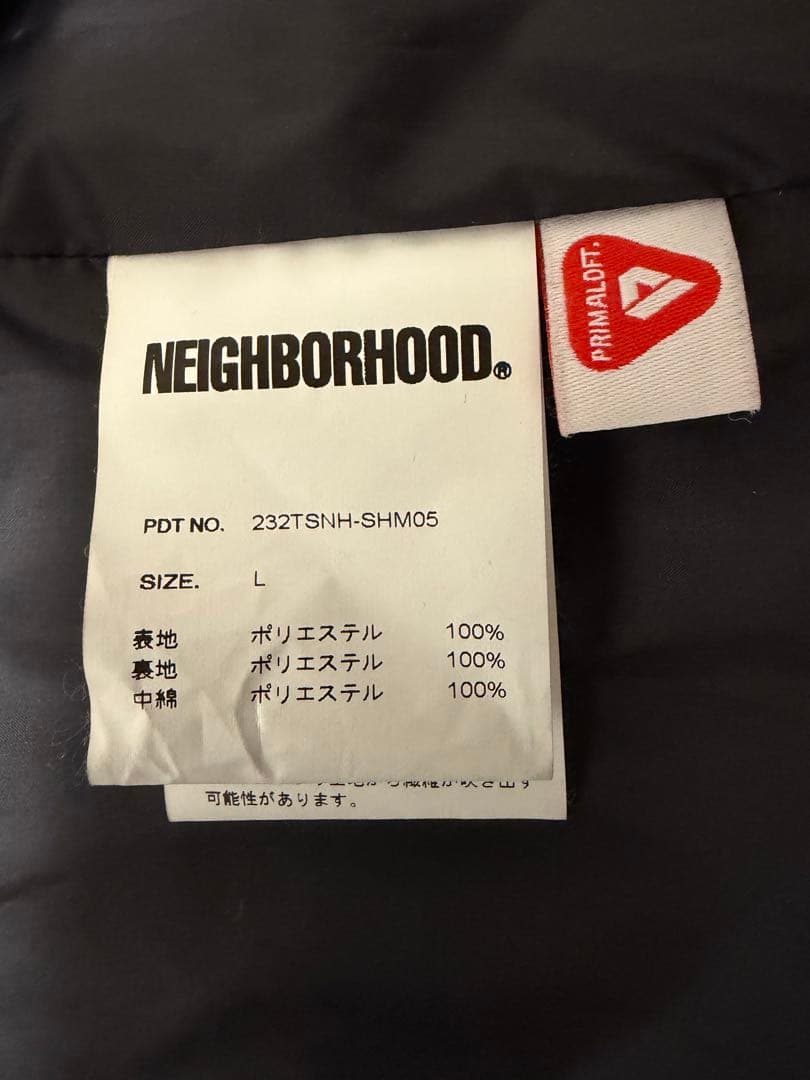 NEIGHBORHOOD®
PRIMALOFT.
PDT NO. 232TSNH-SHM05
SIZE. L
表地 ポリエステル 100%
裏地 ポリエステル 100%
中綿 ポリエステル 100%
可能性があります。